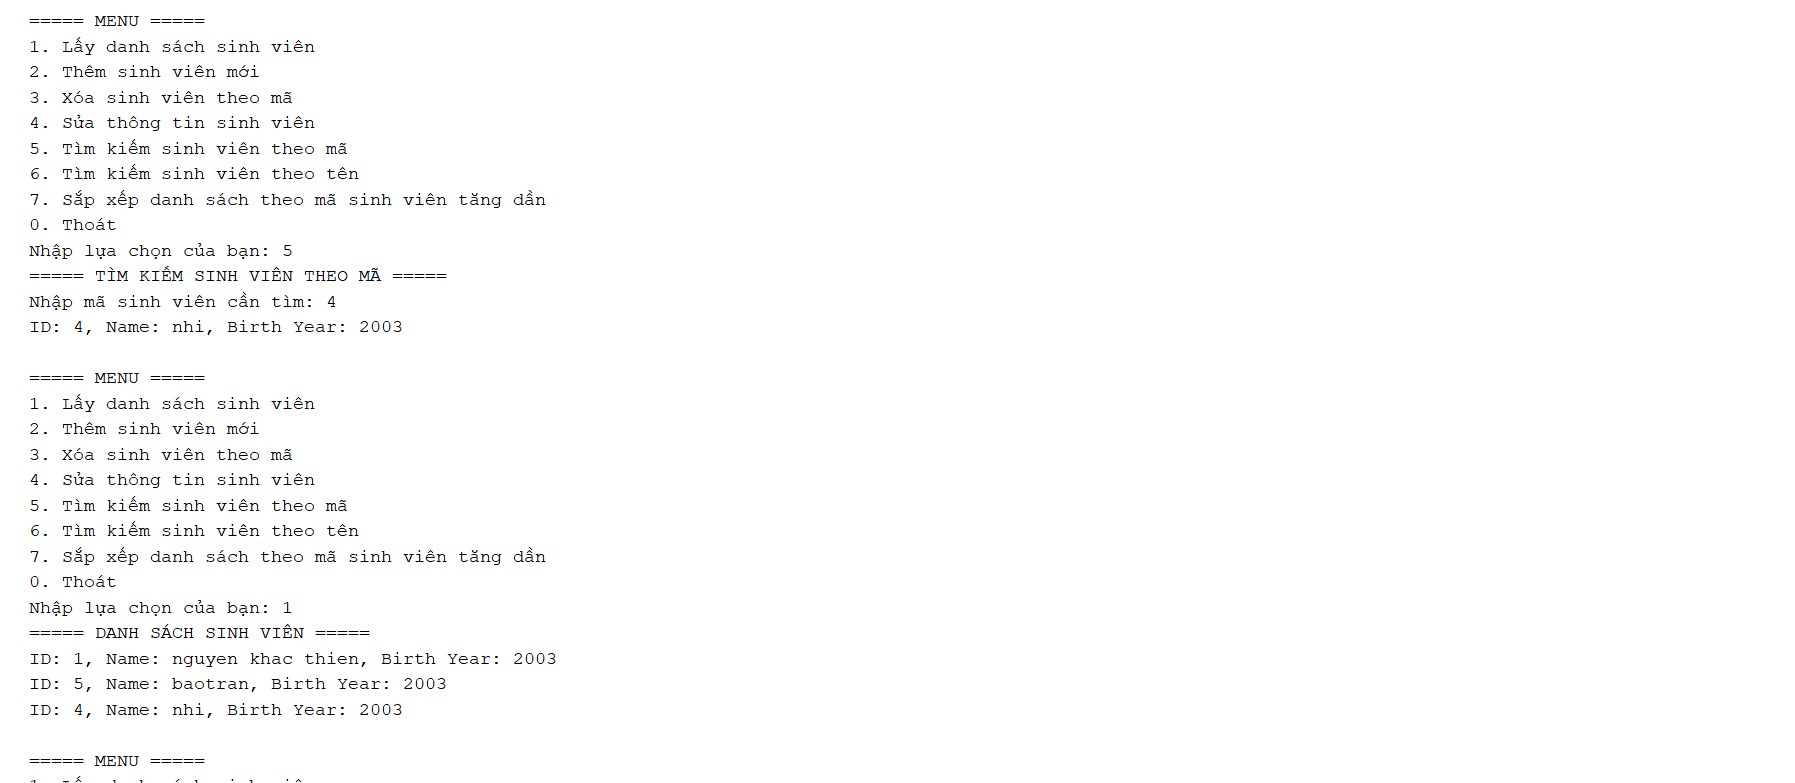 ===== MENU =====
1. Lấy danh sách sinh viên
2. Thêm sinh viên mới
3. Xóa sinh viên theo mã
4. Sửa thông tin sinh viên
5. Tìm kiếm sinh viên theo mã
6. Tìm kiếm sinh viên theo tên
7. Sắp xếp danh sách theo mã sinh viên tăng dần
0. Thoát
Nhập lựa chọn của bạn: 5
===== TÌM KIẾM SINH VIÊN THEO MÃ =====
Nhập mã sinh viên cần tìm: 4
ID: 4, Name: nhi, Birth Year: 2003
===== MENU =====
1. Lấy danh sách sinh viên
2. Thêm sinh viên mới
3. Xóa sinh viên theo mã
4. Sửa thông tin sinh viên
5. Tìm kiếm sinh viên theo mã
6. Tìm kiếm sinh viên theo tên
7. Sắp xếp danh sách theo mã sinh viên tăng dần
0. Thoát
Nhập lựa chọn của bạn: 1
===== DANH SÁCH SINH VIÊN =====
ID: 1, Name: nguyen khac thien, Birth Year: 2003
ID: 5, Name: baotran, Birth Year: 2003
ID: 4, Name: nhi, Birth Year: 2003
===== MENU =====